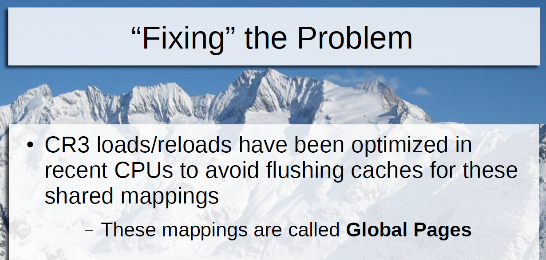 “Fixing” the Problem
• CR3 loads/reloads have been optimized in
recent CPUs to avoid flushing caches for these
shared mappings
– These mappings are called Global Pages